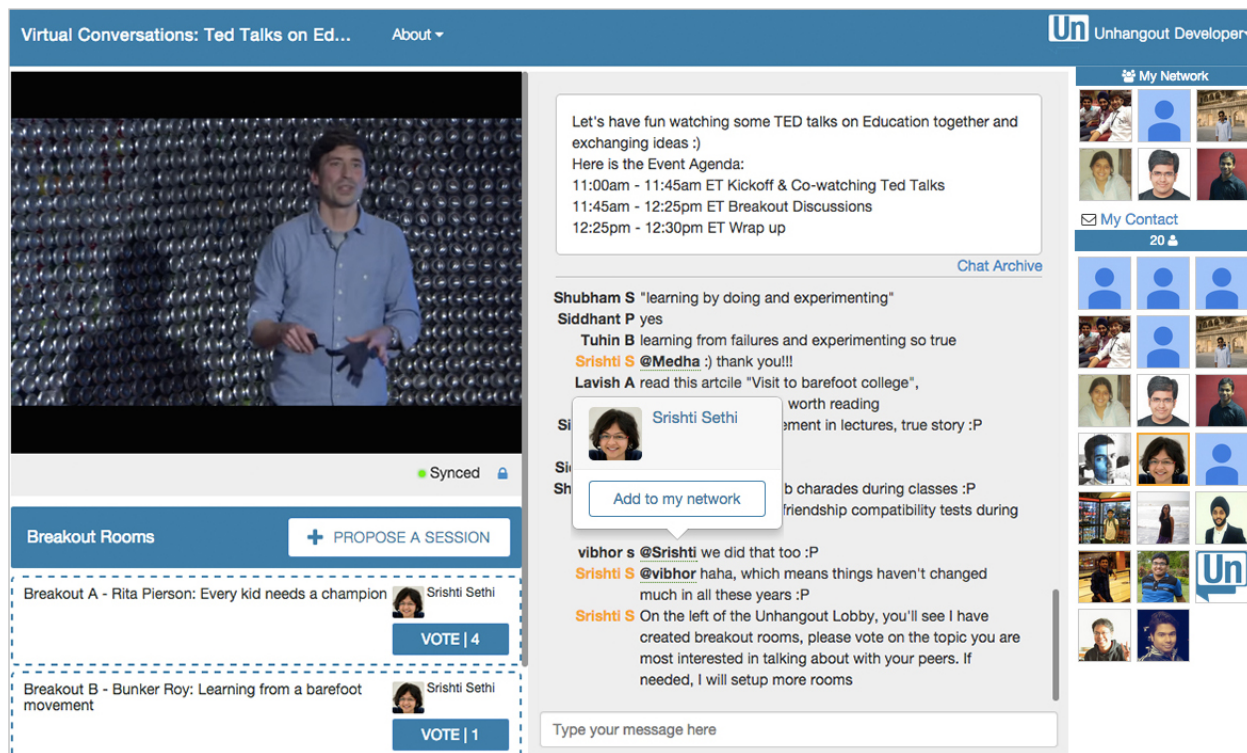 Virtual Conversations: Ted Talks on Ed...
About
Un
Unhangout Developer
Synced
Breakout Rooms
+ PROPOSE A SESSION
Breakout A - Rita Pierson: Every kid needs a champion
Srishti Sethi
VOTE | 4
Breakout B - Bunker Roy: Learning from a barefoot
movement
Srishti Sethi
VOTE | 1
Let's have fun watching some TED talks on Education together and
exchanging ideas :)
Here is the Event Agenda:
11:00am - 11:45am ET Kickoff & Co-watching Ted Talks
11:45am - 12:25pm ET Breakout Discussions
12:25pm - 12:30pm ET Wrap up
Chat Archive
Shubham S "learning by doing and experimenting"
Siddhant P yes
Tuhin B learning from failures and experimenting so true
Srishti S @Medha :) thank you!!!
Lavish A read this artcile "Visit to barefoot college",
worth reading
Si ement in lectures, true story :P
Sh b charades during classes :P
friendship compatibility tests during
Srishti Sethi
Add to my network
vibhor s @Srishti we did that too :P
Srishti S @vibhor haha, which means things haven't changed
much in all these years :P
Srishti S On the left of the Unhangout Lobby, you'll see I have
created breakout rooms, please vote on the topic you are
most interested in talking about with your peers. If
needed, I will setup more rooms
Type your message here
My Network
My Contact
20
Un